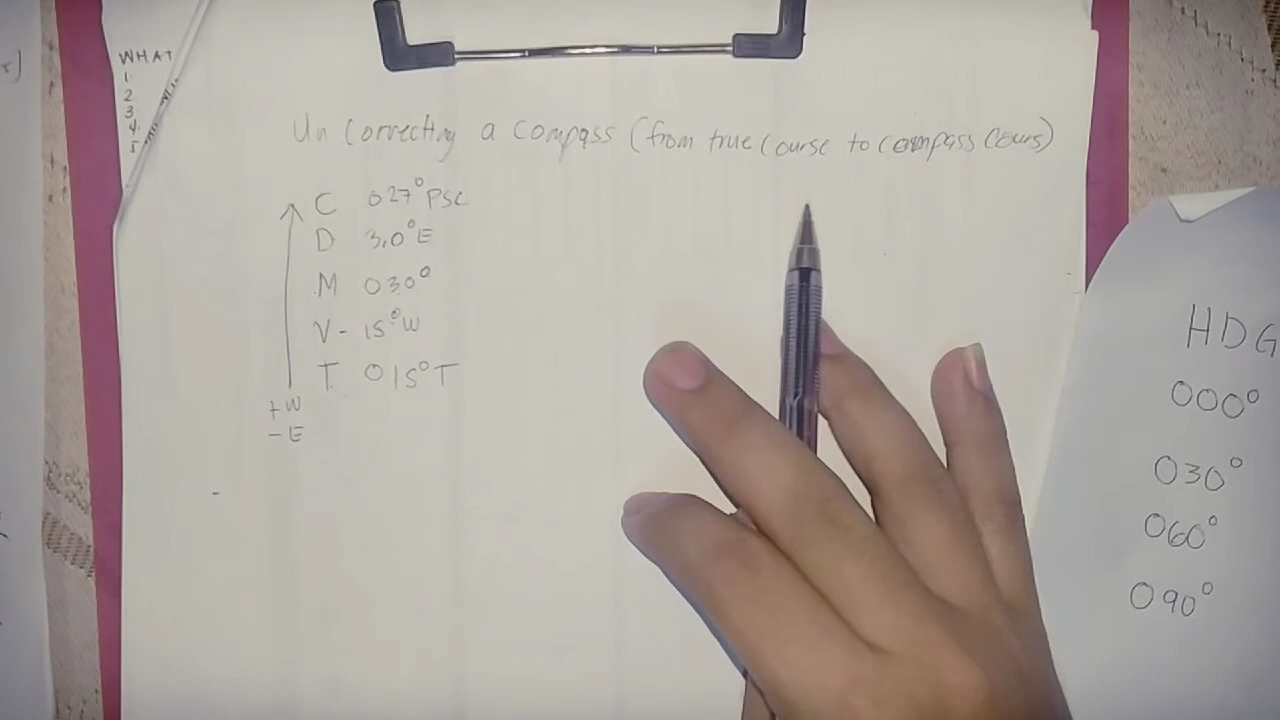 WHAT
1
2
3.
4.
5
Un Correcting a Compass (from true Course to compass Cours)
C 027° PSC
D 3.0°E
M 030°
V - 15°W
T 015°T
+W
-E
HDG
000°
030°
060°
090°